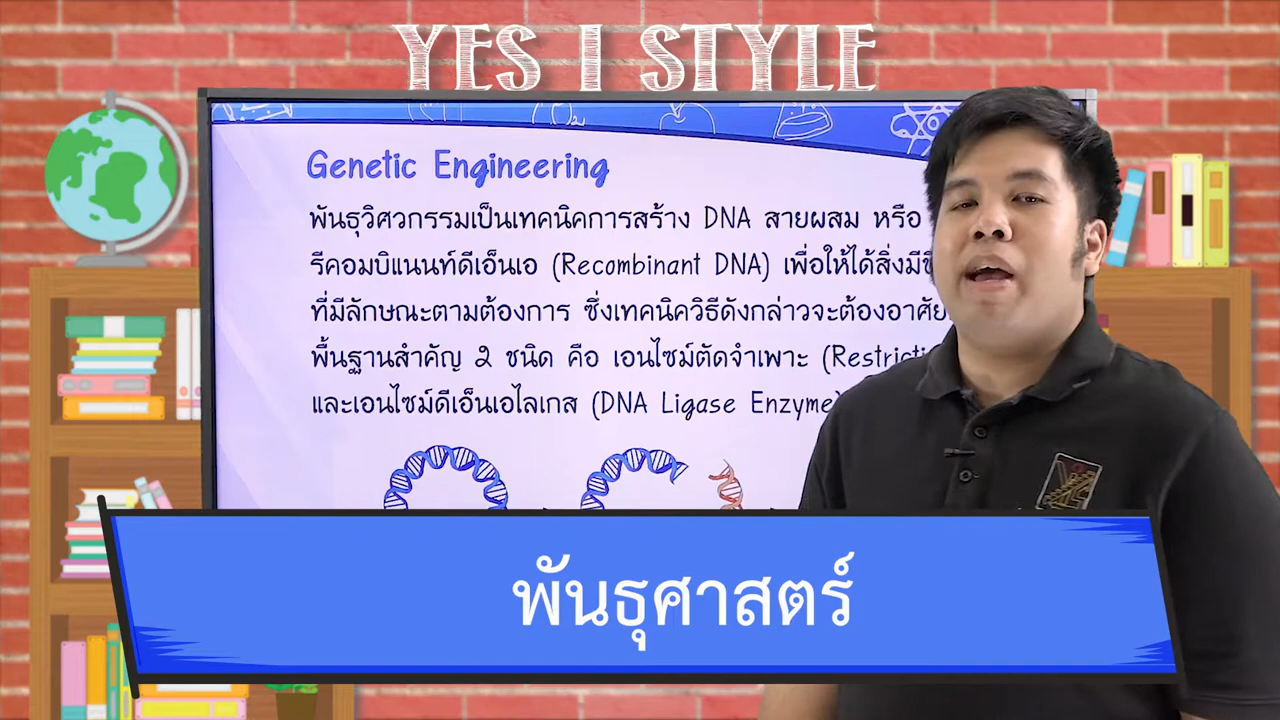 YES I STYLE
Genetic Engineering
พันธุวิศวกรรมเป็นเทคนิคการสร้าง DNA สายผสม หรือ
รีคอมบิแนนท์ดีเอ็นเอ (Recombinant DNA) เพื่อให้ได้
ที่มีลักษณะตามต้องการ ซึ่งเทคนิควิธีดังกล่าวจะต้องอาศัย
พื้นฐานสำคัญ 2 ชนิด คือ เอนไซม์ตัดจำเพาะ
และเอนไซม์ดีเอ็นเอไลเกส (DNA Ligase Enzyme)
พันธุศาสตร์